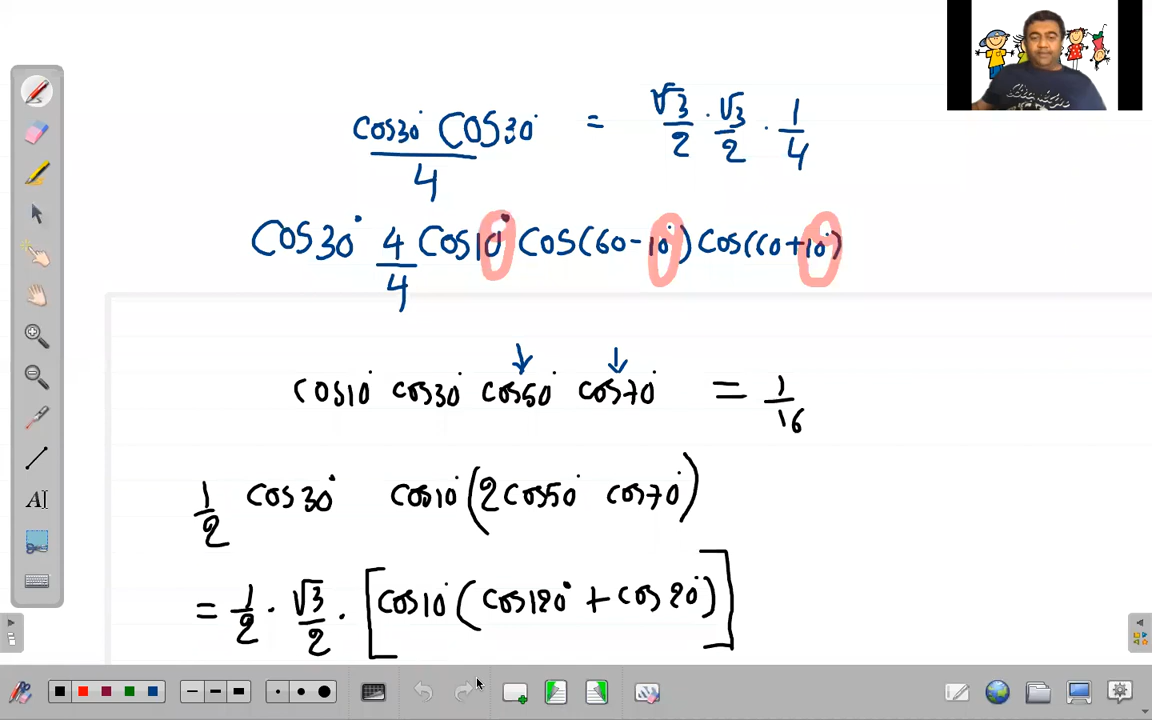 cos30° cos30° / 4 = √3/2 · √3/2 · 1/4
cos30° 4/4 cos10° cos(60-10°) cos(60+10°)
↓ ↓
cos10° cos30° cos50° cos70° = 1/16
1/2 cos30° cos10° (2cos50° cos70°)
= 1/2 · √3/2 · [cos10° (cos120° + cos20°)]
A